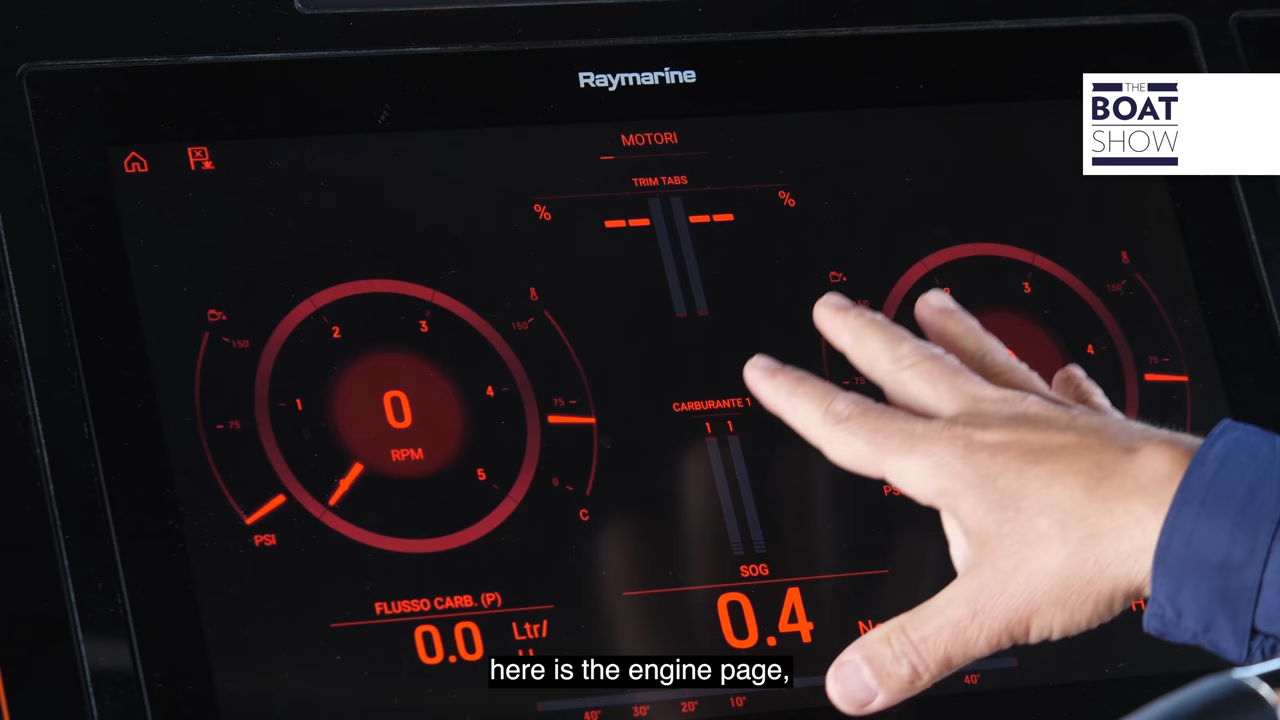 Raymarine
THE
BOAT
SHOW
MOTORI
TRIM TABS
%
%
150
2
3
150
1
4
75
75
0
RPM
5
0
PSI
C
CARBURANTE 1
1 1
3
150
4
75
75
FLUSSO CARB. (P)
0.0 Ltr/
SOG
0.4
here is the engine page,
40° 30° 20° 10°
40°